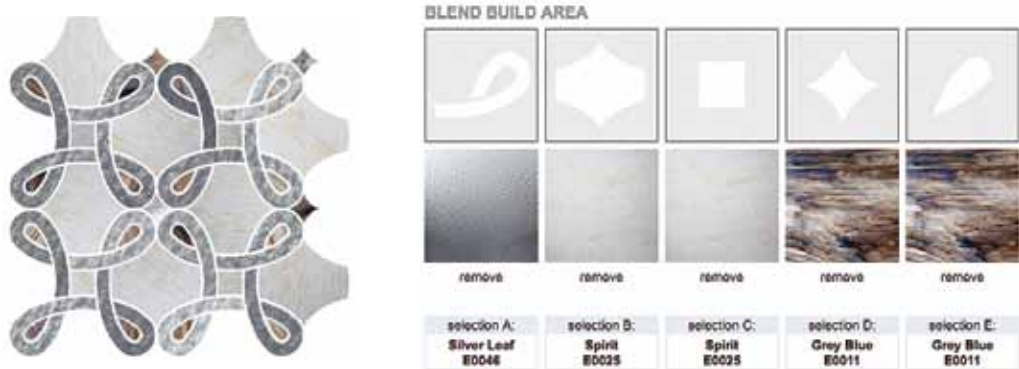 BLEND BUILD AREA
remove remove remove remove remove
selection A: selection B: selection C: selection D: selection E:
Silver Leaf Spirit Spirit Grey Blue Grey Blue
E0046 E0025 E0025 E0011 E0011